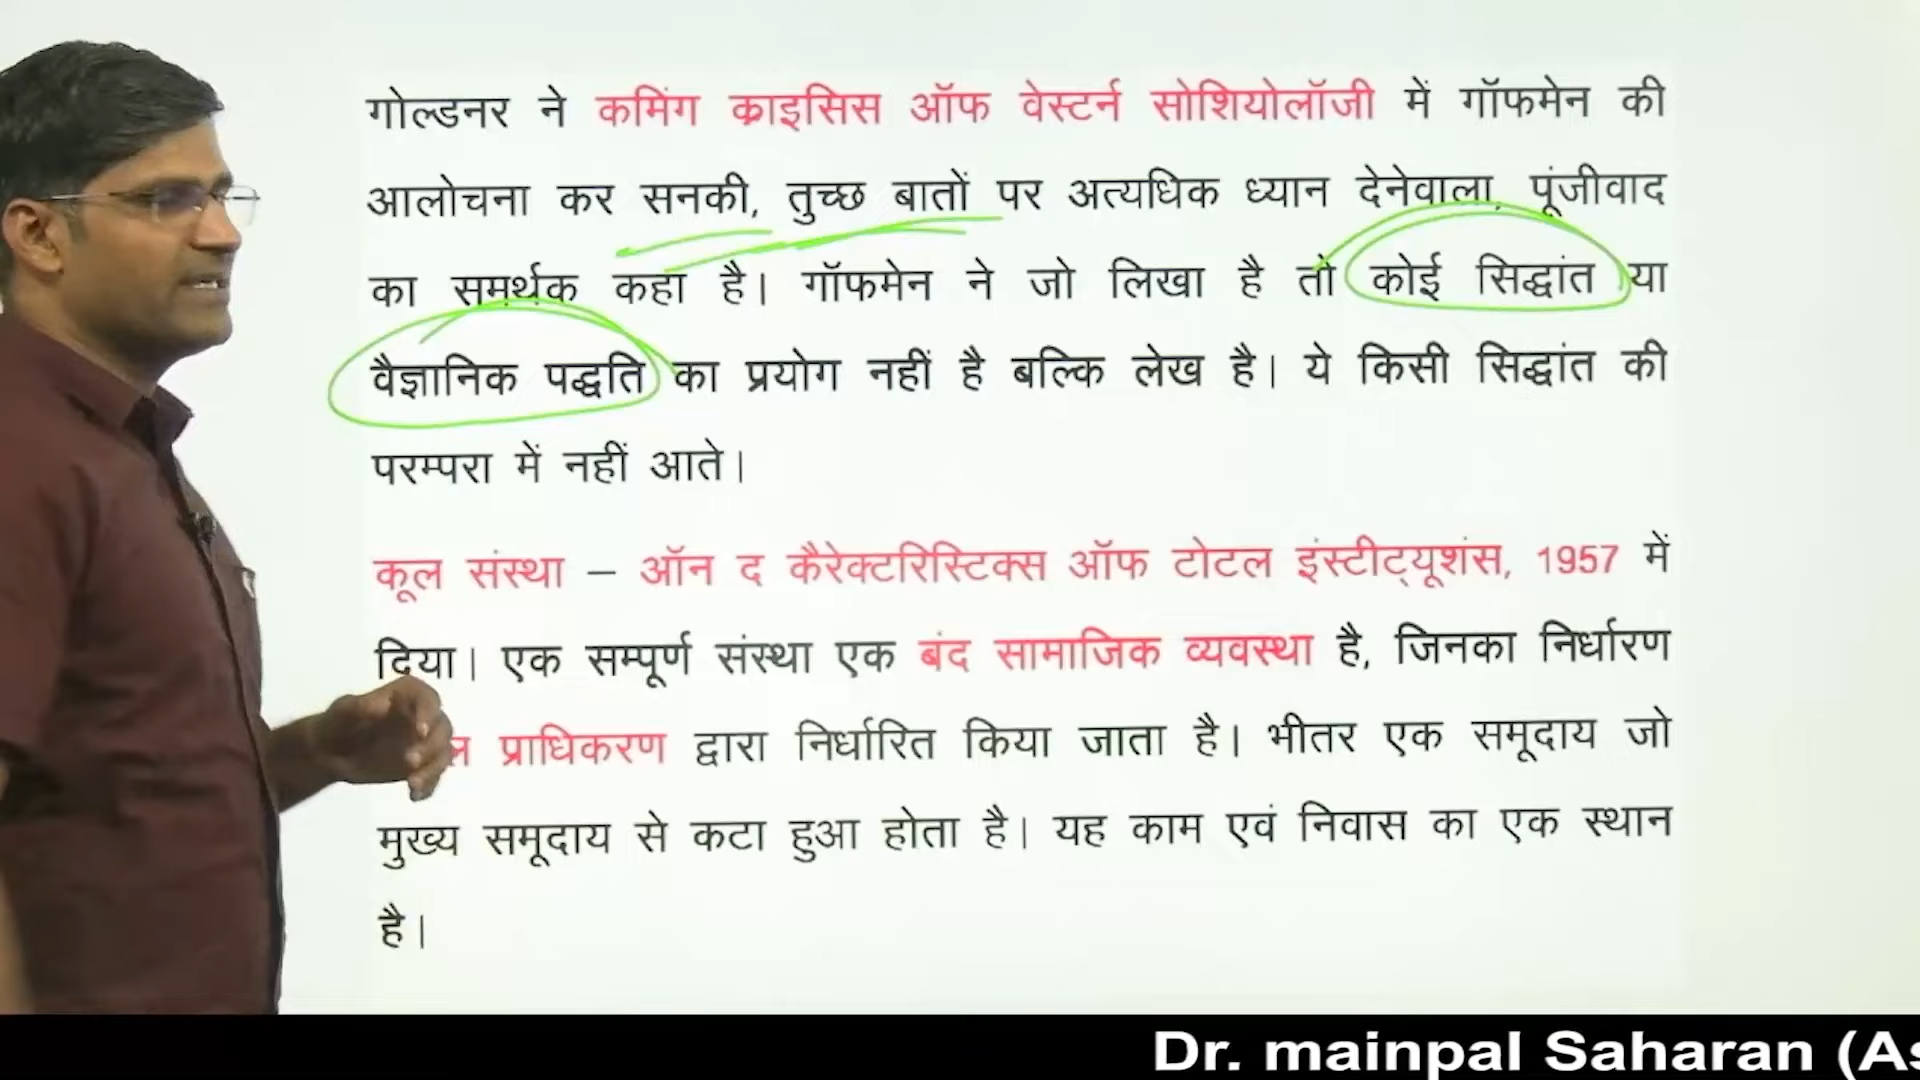 गोल्डनर ने कमिंग क्राइसिस ऑफ वेस्टर्न सोशियोलॉजी में गॉफमेन की
आलोचना कर सनकी, तुच्छ बातों पर अत्यधिक ध्यान देनेवाला, पूंजीवाद
का समर्थक कहा है। गॉफमेन ने जो लिखा है तो कोई सिद्धांत या
वैज्ञानिक पद्धति का प्रयोग नहीं है बल्कि लेख है। ये किसी सिद्धांत की
परम्परा में नहीं आते।
कूल संस्था – ऑन द कैरेक्टरिस्टिक्स ऑफ टोटल इंस्टीट्यूशंस, 1957 में
दिया। एक सम्पूर्ण संस्था एक बंद सामाजिक व्यवस्था है, जिनका निर्धारण
प्राधिकरण द्वारा निर्धारित किया जाता है। भीतर एक समूदाय जो
मुख्य समूदाय से कटा हुआ होता है। यह काम एवं निवास का एक स्थान
है।
Dr. mainpal Saharan (As